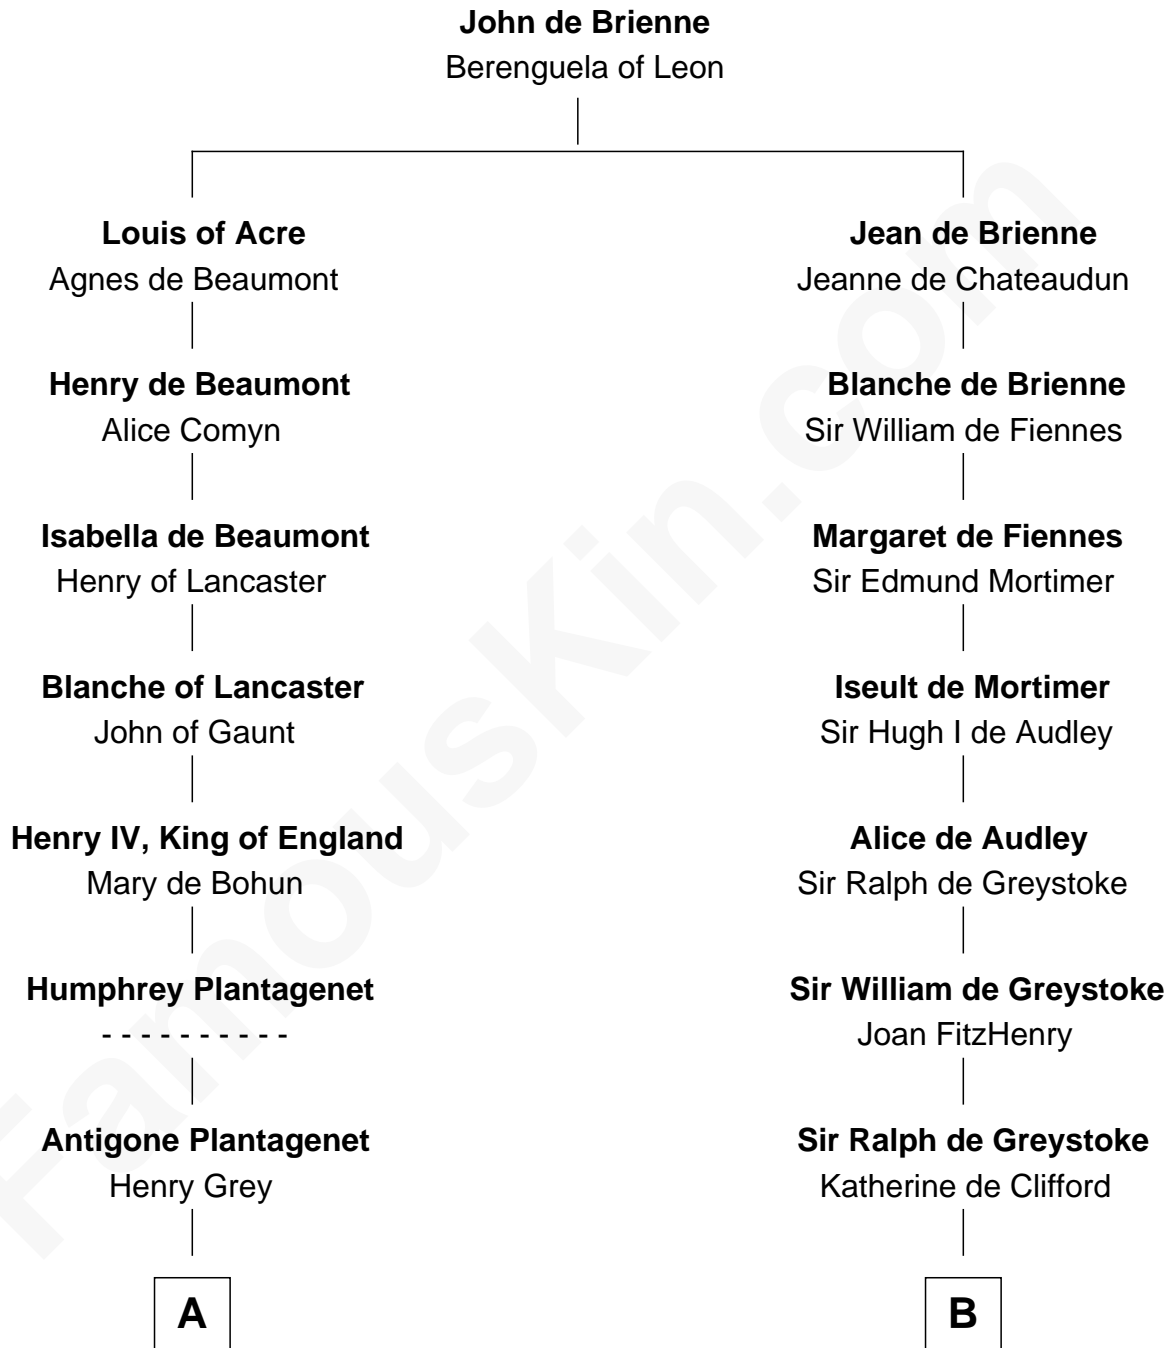 John de Brienne
Berenguela of Leon
Louis of Acre
Agnes de Beaumont
Jean de Brienne
Jeanne de Chateaudun
Henry de Beaumont
Alice Comyn
Blanche de Brienne
Sir William de Fiennes
Isabella de Beaumont
Henry of Lancaster
Margaret de Fiennes
Sir Edmund Mortimer
Blanche of Lancaster
John of Gaunt
Iseult de Mortimer
Sir Hugh I de Audley
Henry IV, King of England
Mary de Bohun
Alice de Audley
Sir Ralph de Greystoke
Humphrey Plantagenet
- - - - - - - - - -
Sir William de Greystoke
Joan FitzHenry
Antigone Plantagenet
Henry Grey
Sir Ralph de Greystoke
Katherine de Clifford
A
B
FamousKin.com